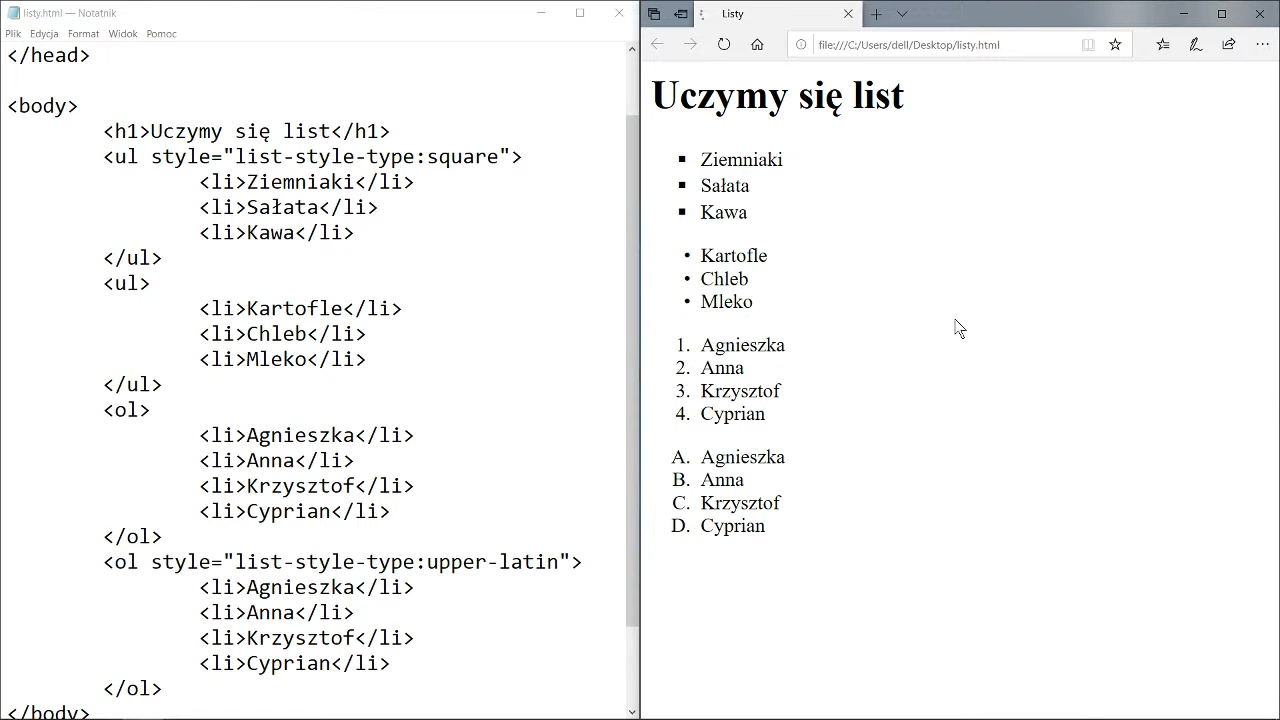 listy.html — Notatnik
Plik Edycja Format Widok Pomoc
</head>
<body>
<h1>Uczymy się list</h1>
<ul style="list-style-type:square">
<li>Ziemniaki</li>
<li>Sałata</li>
<li>Kawa</li>
</ul>
<ul>
<li>Kartofle</li>
<li>Chleb</li>
<li>Mleko</li>
</ul>
<ol>
<li>Agnieszka</li>
<li>Anna</li>
<li>Krzysztof</li>
<li>Cyprian</li>
</ol>
<ol style="list-style-type:upper-latin">
<li>Agnieszka</li>
<li>Anna</li>
<li>Krzysztof</li>
<li>Cyprian</li>
</ol>
</body>
Listy
file:///C:/Users/dell/Desktop/listy.html
Uczymy się list
▪ Ziemniaki
▪ Sałata
▪ Kawa
• Kartofle
• Chleb
• Mleko
1. Agnieszka
2. Anna
3. Krzysztof
4. Cyprian
A. Agnieszka
B. Anna
C. Krzysztof
D. Cyprian